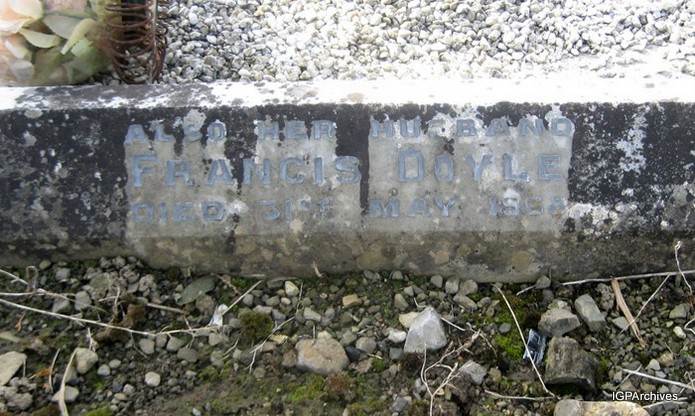 ALSO HER HUSBAND
FRANCIS DOYLE
DIED 31ST MAY
IGPArchives